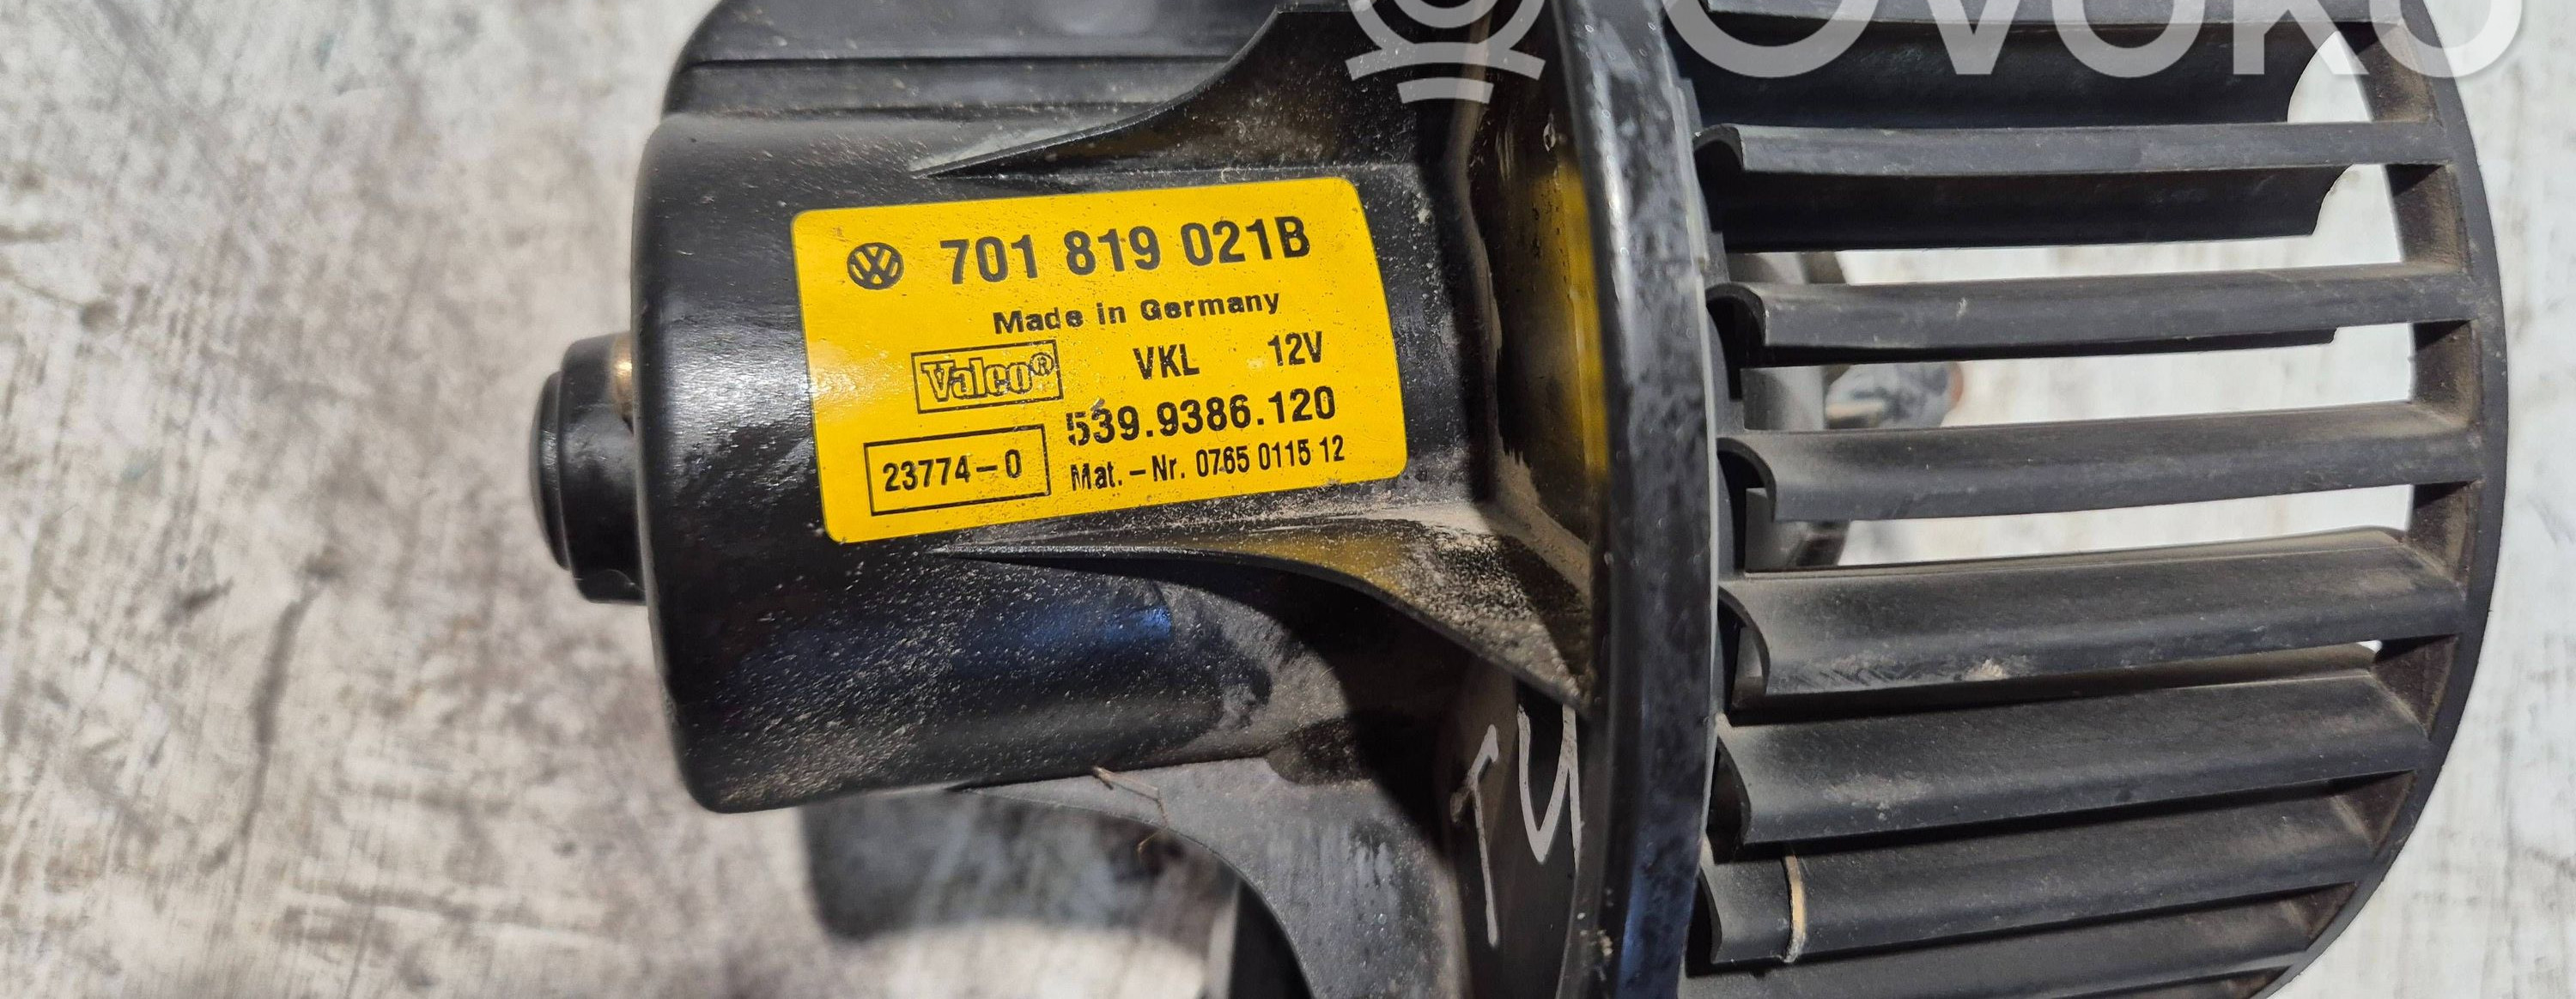 OVOKO
701 819 021B
Made in Germany
Valeo® VKL 12V
539.9386.120
23774-0 Mat.-Nr. 0765 0115 12